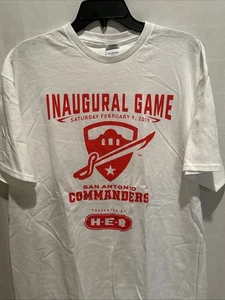 INAUGURAL GAME
SATURDAY FEBRUARY 9, 2019
SAN ANTONIO
COMMANDERS
PRESENTED BY
H-E-B